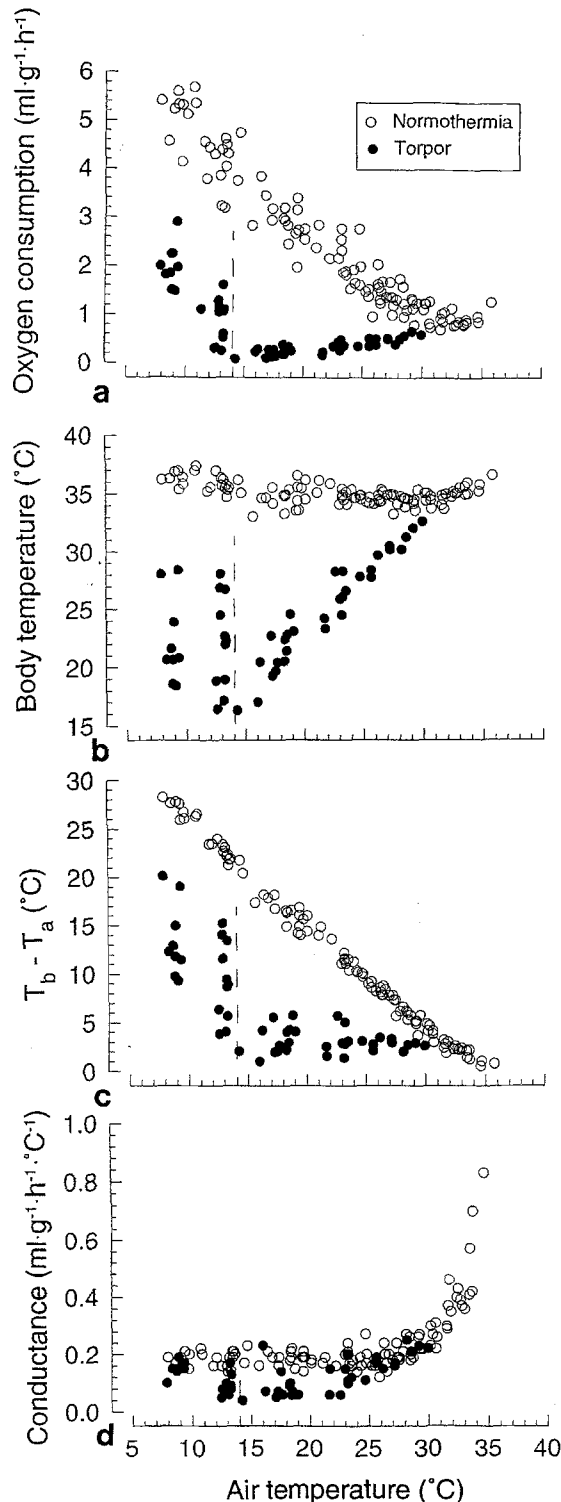 Oxygen consumption (ml·g⁻¹·h⁻¹)
6
5
4
3
2
1
0
○ Normothermia
● Torpor
a
Body temperature (°C)
40
35
30
25
20
15
b
T_b - T_a (°C)
30
25
20
15
10
5
0
c
Conductance (ml·g⁻¹·h⁻¹·°C⁻¹)
1.0
0.8
0.6
0.4
0.2
0.0
d
5 10 15 20 25 30 35 40
Air temperature (°C)